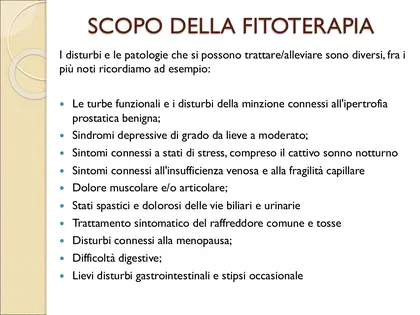 SCOPO DELLA FITOTERAPIA
I disturbi e le patologie che si possono trattare/alleviare sono diversi, fra i
più noti ricordiamo ad esempio:
Le turbe funzionali e i disturbi della minzione connessi all'ipertrofia
prostatica benigna;
Sindromi depressive di grado da lieve a moderato;
Sintomi connessi a stati di stress, compreso il cattivo sonno notturno
Sintomi connessi all'insufficienza venosa e alla fragilità capillare
Dolore muscolare e/o articolare;
Stati spastici e dolorosi delle vie biliari e urinarie
Trattamento sintomatico del raffreddore comune e tosse
Disturbi connessi alla menopausa;
Difficoltà digestive;
Lievi disturbi gastrointestinali e stipsi occasionale